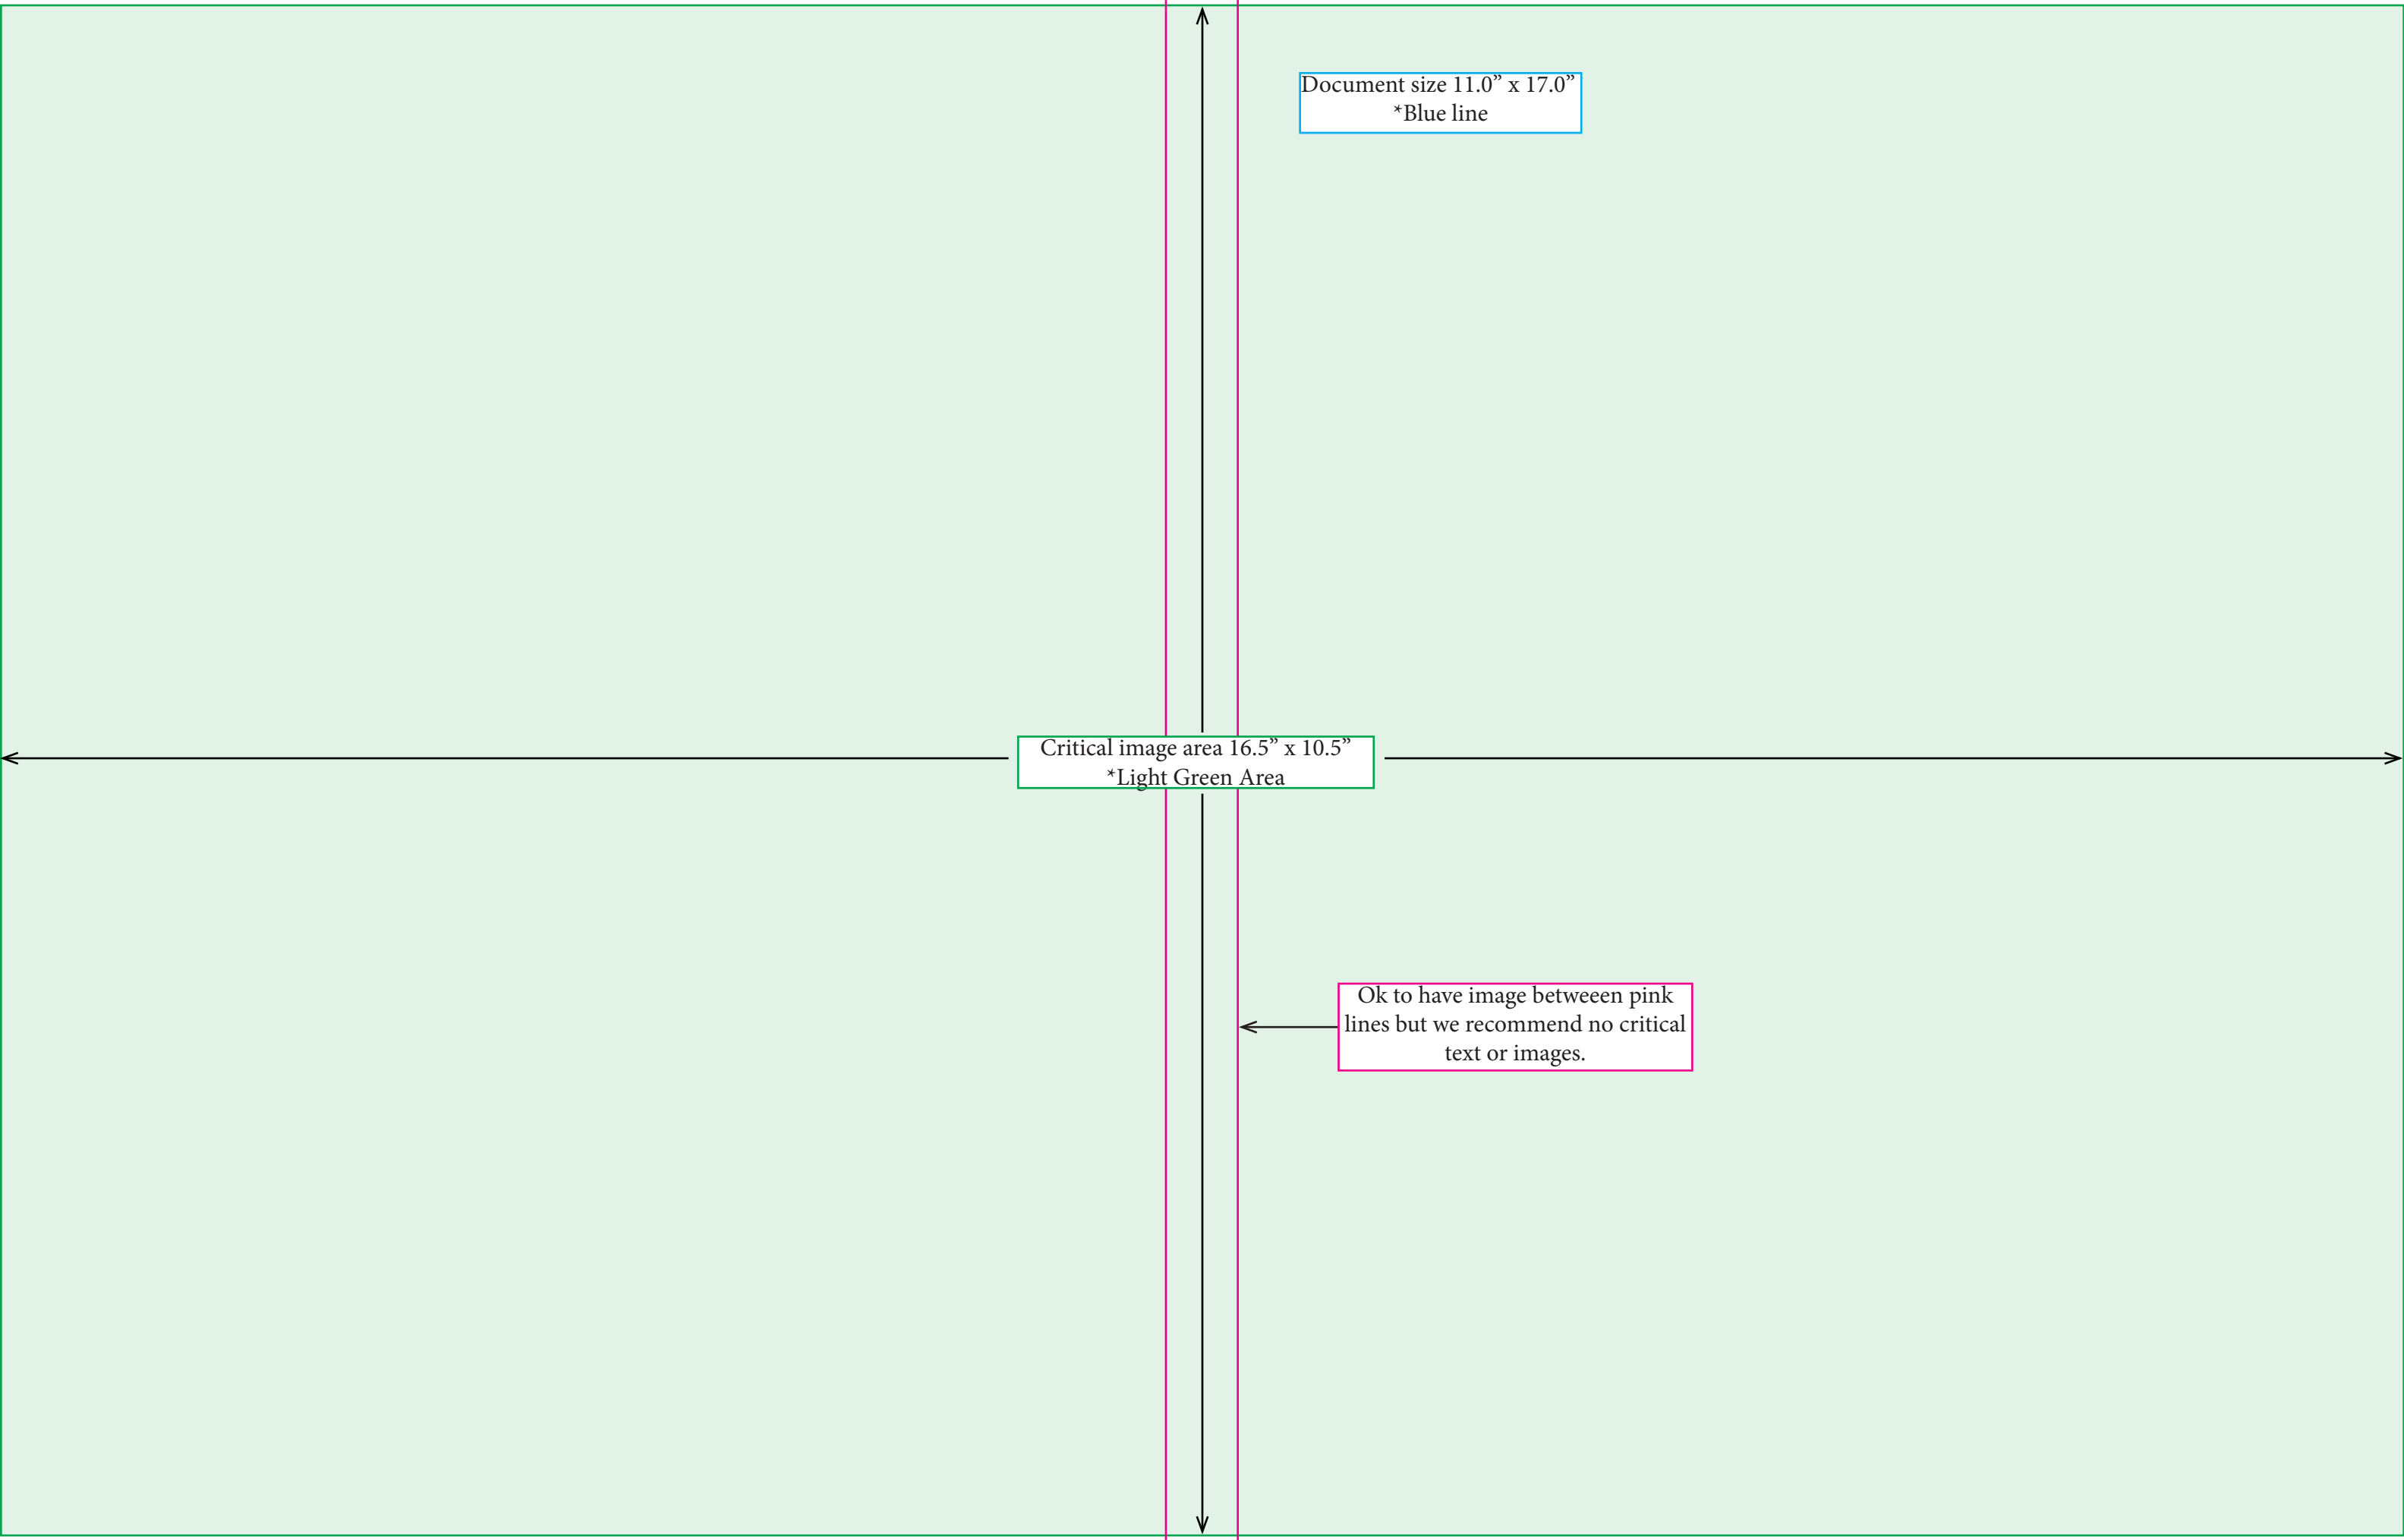 Document size 11.0” x 17.0”
*Blue line
Critical image area 16.5” x 10.5”
*Light Green Area
Ok to have image betweeen pink
lines but we recommend no critical
text or images.